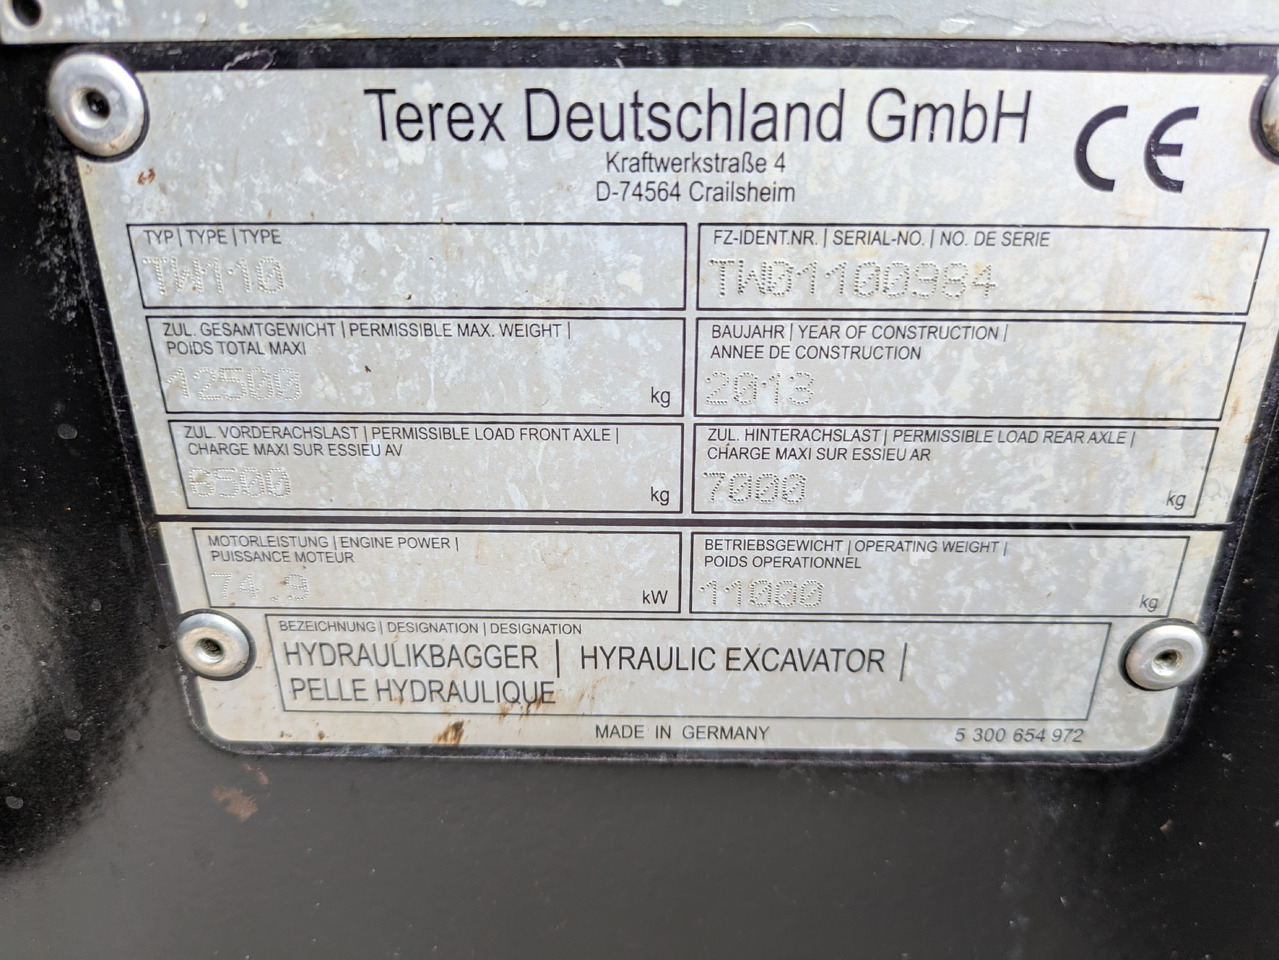 Terex Deutschland GmbH CE
Kraftwerkstraße 4
D-74564 Crailsheim
TYP | TYPE | TYPE
TW110
FZ-IDENT.NR. | SERIAL-NO. | NO. DE SERIE
TW01100984
ZUL. GESAMTGEWICHT | PERMISSIBLE MAX. WEIGHT |
POIDS TOTAL MAXI
12500 kg
BAUJAHR | YEAR OF CONSTRUCTION |
ANNEE DE CONSTRUCTION
2013
ZUL. VORDERACHSLAST | PERMISSIBLE LOAD FRONT AXLE |
CHARGE MAXI SUR ESSIEU AV
6500 kg
ZUL. HINTERACHSLAST | PERMISSIBLE LOAD REAR AXLE |
CHARGE MAXI SUR ESSIEU AR
7000 kg
MOTORLEISTUNG | ENGINE POWER |
PUISSANCE MOTEUR
74.9 kW
BETRIEBSGEWICHT | OPERATING WEIGHT |
POIDS OPERATIONNEL
11000 kg
BEZEICHNUNG | DESIGNATION | DESIGNATION
HYDRAULIKBAGGER | HYRAULIC EXCAVATOR |
PELLE HYDRAULIQUE
MADE IN GERMANY
5 300 654 972